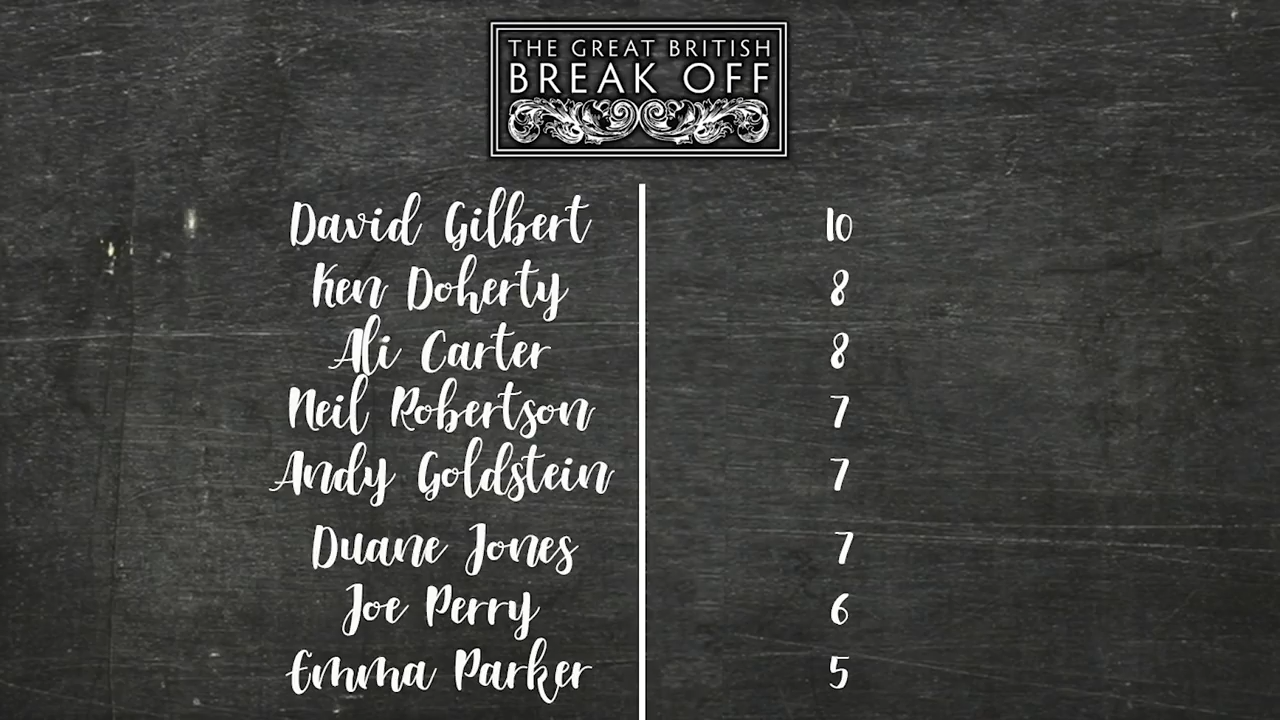 THE GREAT BRITISH
BREAK OFF
David Gilbert 10
Ken Doherty 8
Ali Carter 8
Neil Robertson 7
Andy Goldstein 7
Duane Jones 7
Joe Perry 6
Emma Parker 5